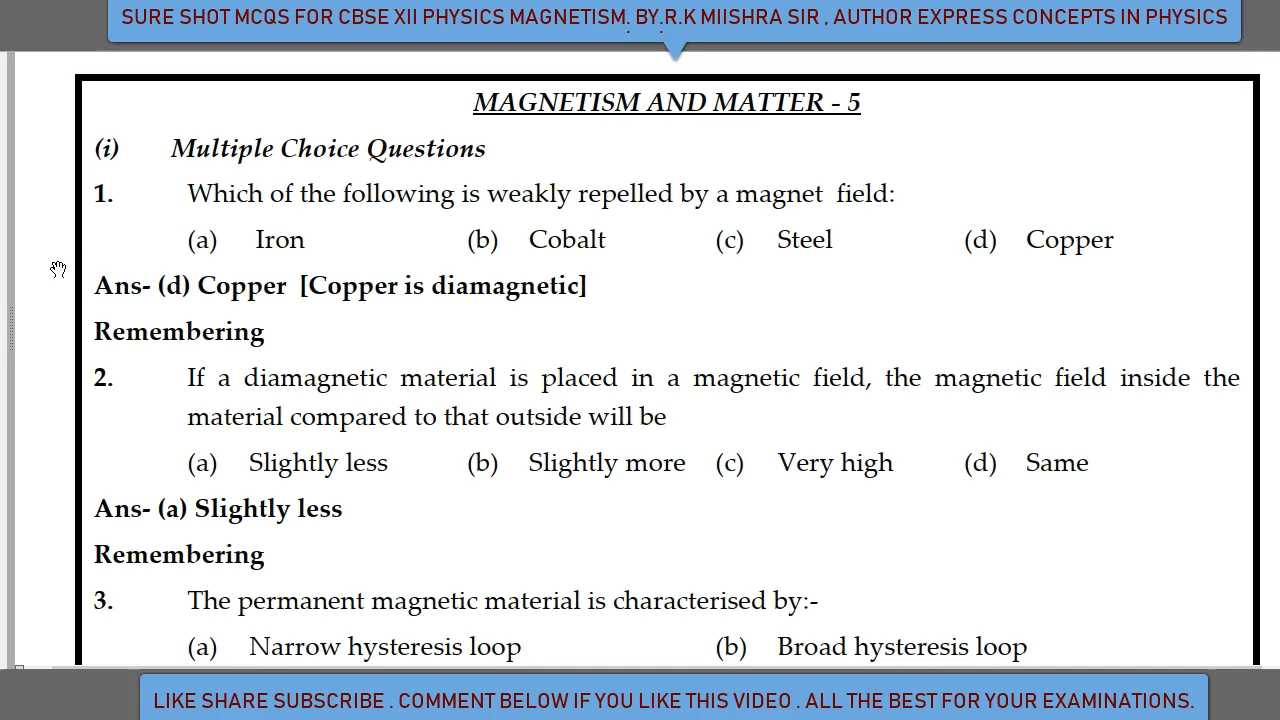 SURE SHOT MCQS FOR CBSE XII PHYSICS MAGNETISM. BY.R.K MIISHRA SIR , AUTHOR EXPRESS CONCEPTS IN PHYSICS
MAGNETISM AND MATTER - 5
(i) Multiple Choice Questions
1. Which of the following is weakly repelled by a magnet field:
(a) Iron (b) Cobalt (c) Steel (d) Copper
Ans- (d) Copper [Copper is diamagnetic]
Remembering
2. If a diamagnetic material is placed in a magnetic field, the magnetic field inside the
material compared to that outside will be
(a) Slightly less (b) Slightly more (c) Very high (d) Same
Ans- (a) Slightly less
Remembering
3. The permanent magnetic material is characterised by:-
(a) Narrow hysteresis loop (b) Broad hysteresis loop
LIKE SHARE SUBSCRIBE . COMMENT BELOW IF YOU LIKE THIS VIDEO . ALL THE BEST FOR YOUR EXAMINATIONS.